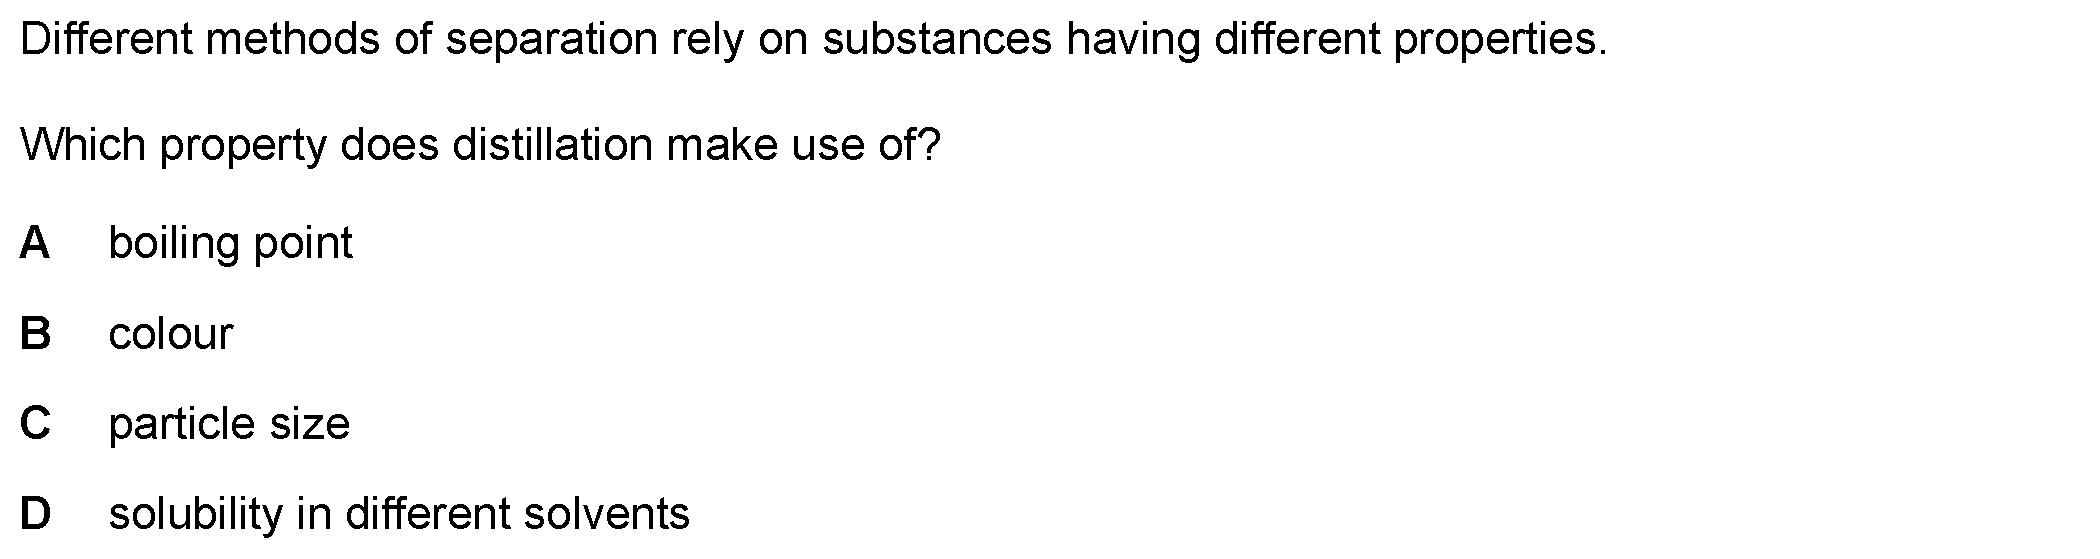 Different methods of separation rely on substances having different properties.
Which property does distillation make use of?
A boiling point
B colour
C particle size
D solubility in different solvents